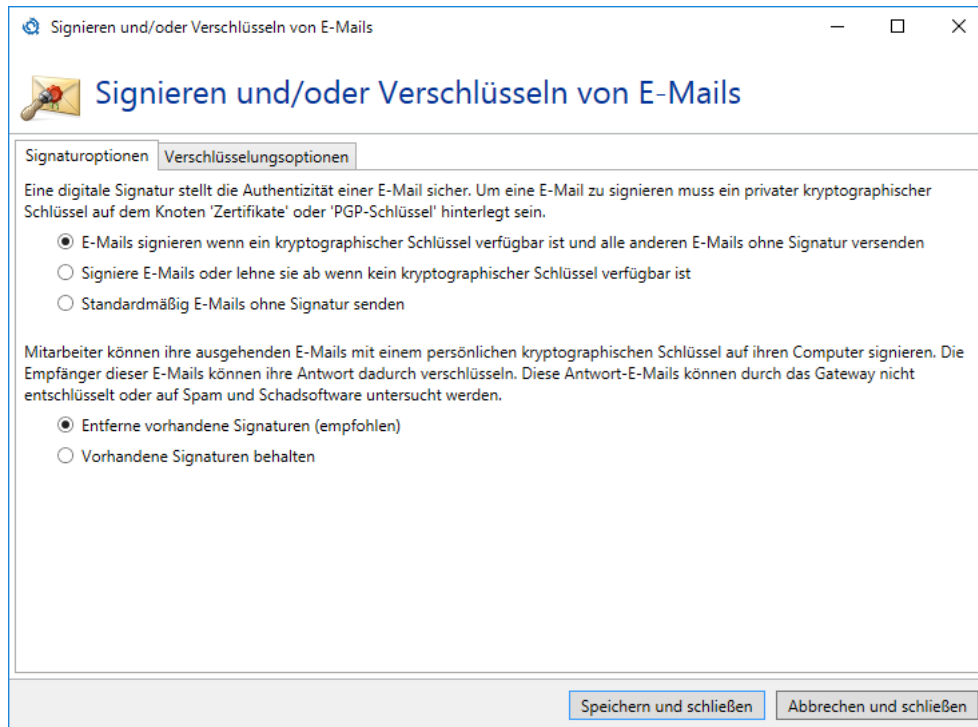 Signieren und/oder Verschlüsseln von E-Mails
Signieren und/oder Verschlüsseln von E-Mails
Signaturoptionen
Verschlüsselungsoptionen
Eine digitale Signatur stellt die Authentizität einer E-Mail sicher. Um eine E-Mail zu signieren muss ein privater kryptographischer
Schlüssel auf dem Knoten 'Zertifikate' oder 'PGP-Schlüssel' hinterlegt sein.
E-Mails signieren wenn ein kryptographischer Schlüssel verfügbar ist und alle anderen E-Mails ohne Signatur versenden
Signiere E-Mails oder lehne sie ab wenn kein kryptographischer Schlüssel verfügbar ist
Standardmäßig E-Mails ohne Signatur senden
Mitarbeiter können ihre ausgehenden E-Mails mit einem persönlichen kryptographischen Schlüssel auf ihren Computer signieren. Die
Empfänger dieser E-Mails können ihre Antwort dadurch verschlüsseln. Diese Antwort-E-Mails können durch das Gateway nicht
entschlüsselt oder auf Spam und Schadsoftware untersucht werden.
Entferne vorhandene Signaturen (empfohlen)
Vorhandene Signaturen behalten
Speichern und schließen
Abbrechen und schließen